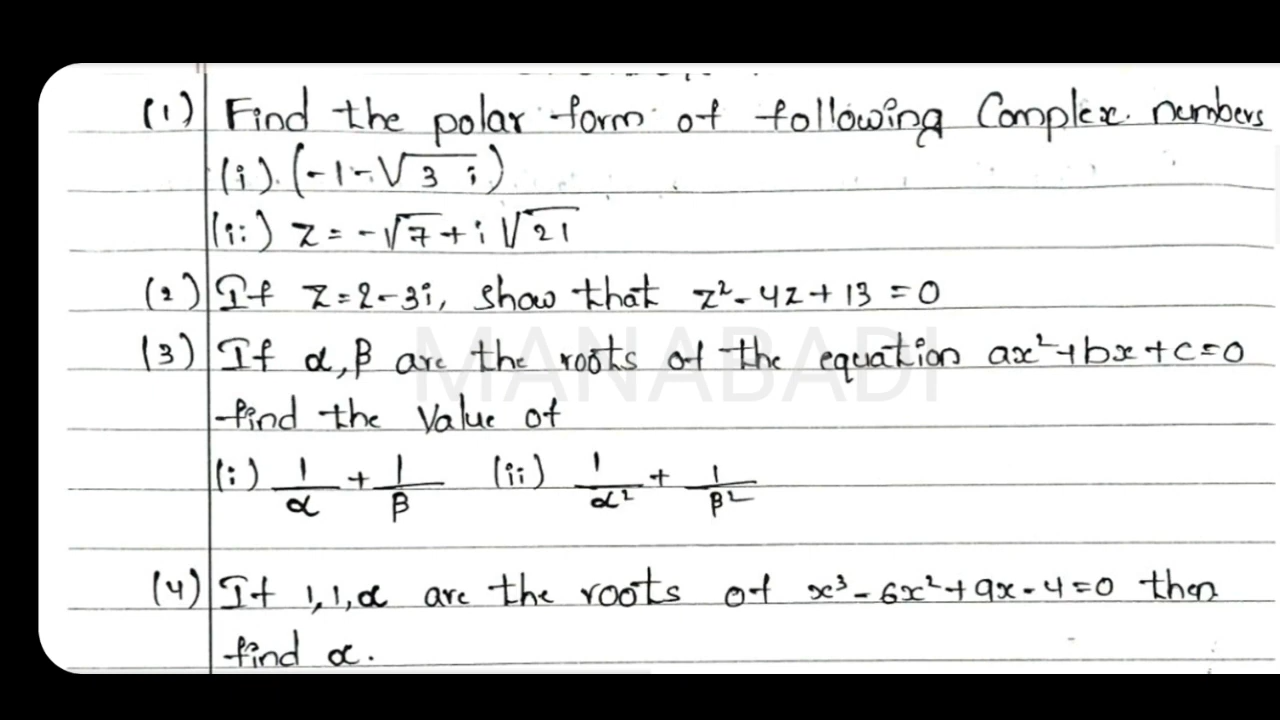 (1) Find the polar form of following Complex numbers
(i) (-1-√3 i)
(ii) z = -√7 + i√21
(2) If z=2-3i, show that z²-4z+13=0
(3) If α, β are the roots of the equation ax²+bx+c=0
find the Value of
(i) 1/α + 1/β (ii) 1/α² + 1/β²
(4) If 1,1,α are the roots of x³-6x²+9x-4=0 then
find α.
MANABADI